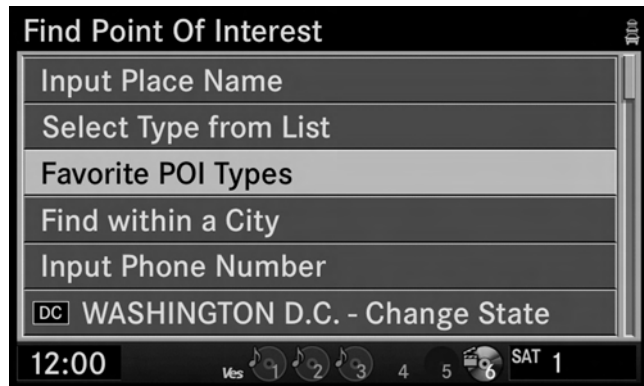 Find Point Of Interest
Input Place Name
Select Type from List
Favorite POI Types
Find within a City
Input Phone Number
DC WASHINGTON D.C. - Change State
12:00 Ves 1 2 3 4 5 6 SAT 1